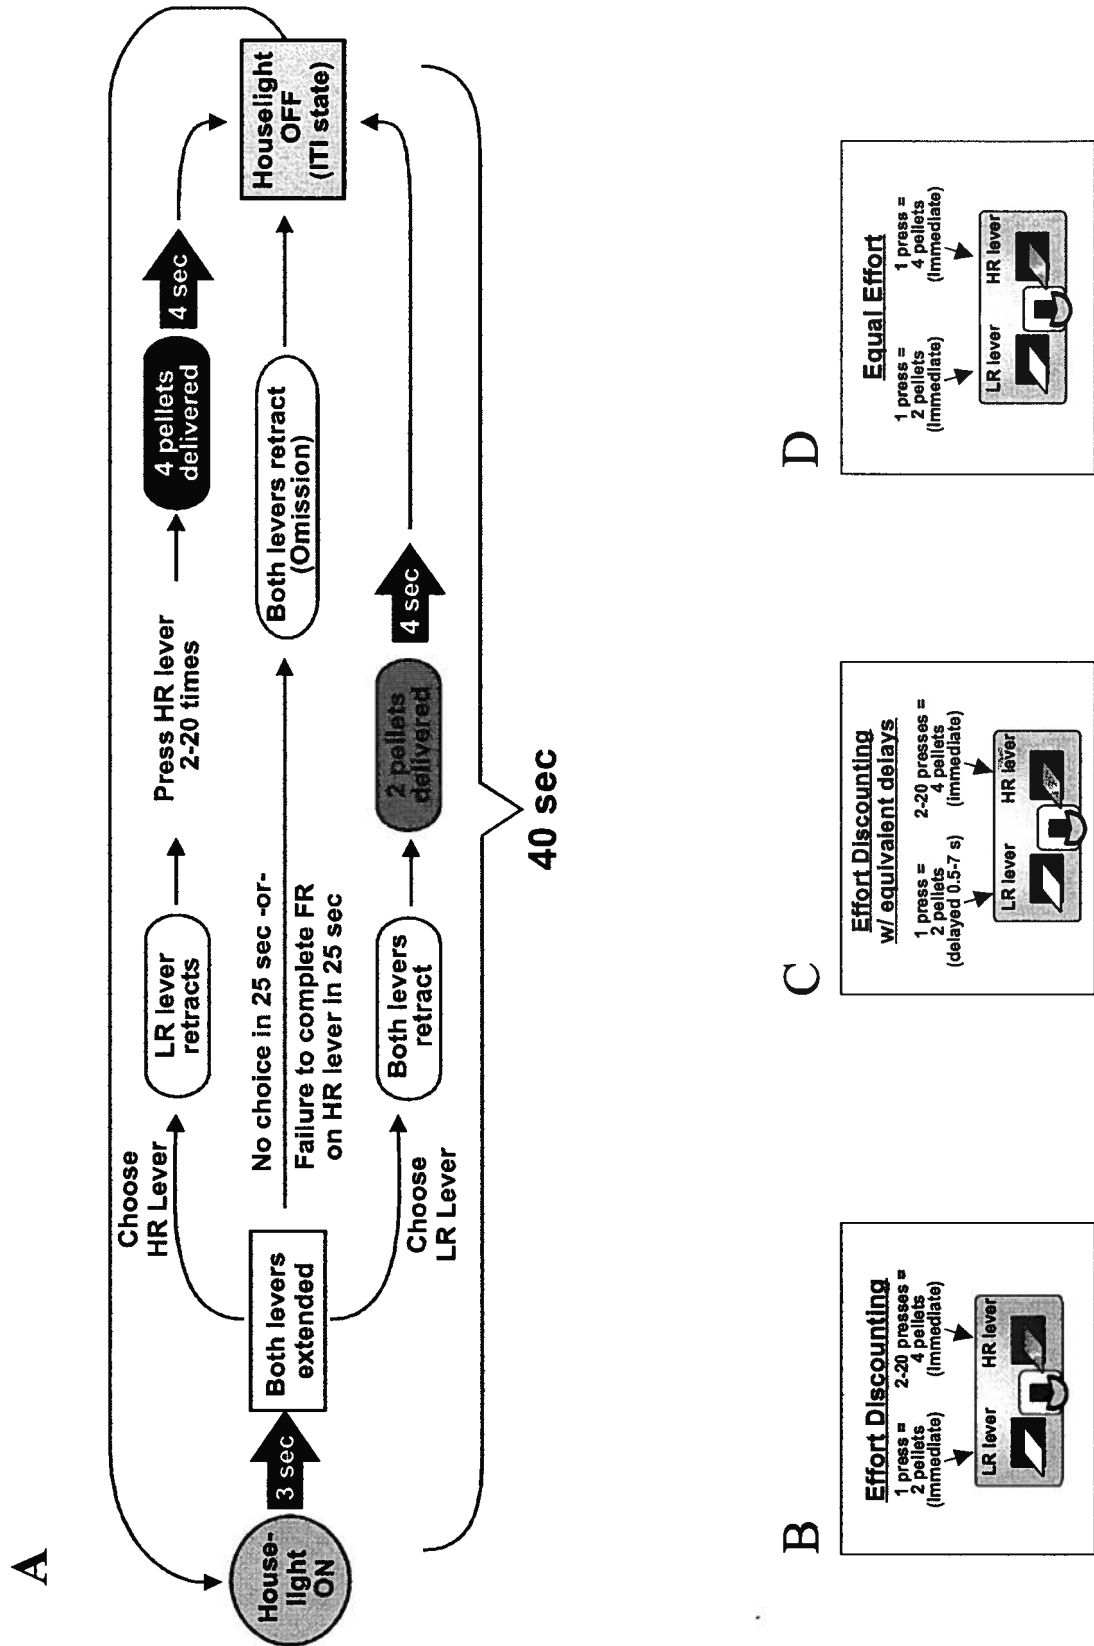 A
House-
light
ON
3 sec
Both levers
extended
Choose
HR Lever
LR lever
retracts
Press HR lever
2-20 times
4 pellets
delivered
4 sec
No choice in 25 sec -or-
Failure to complete FR
on HR lever in 25 sec
Both levers retract
(Omission)
Choose
LR Lever
Both levers
retract
2 pellets
delivered
4 sec
Houselight
OFF
(ITI state)
40 sec
B
Effort Discounting
1 press =
2 pellets
(Immediate)
2-20 presses =
4 pellets
(Immediate)
LR lever
HR lever
C
Effort Discounting
w/ equivalent delays
1 press =
2 pellets
(delayed 0.5-7 s)
2-20 presses =
4 pellets
(immediate)
LR lever
HR lever
D
Equal Effort
1 press =
2 pellets
(Immediate)
1 press =
4 pellets
(Immediate)
LR lever
HR lever